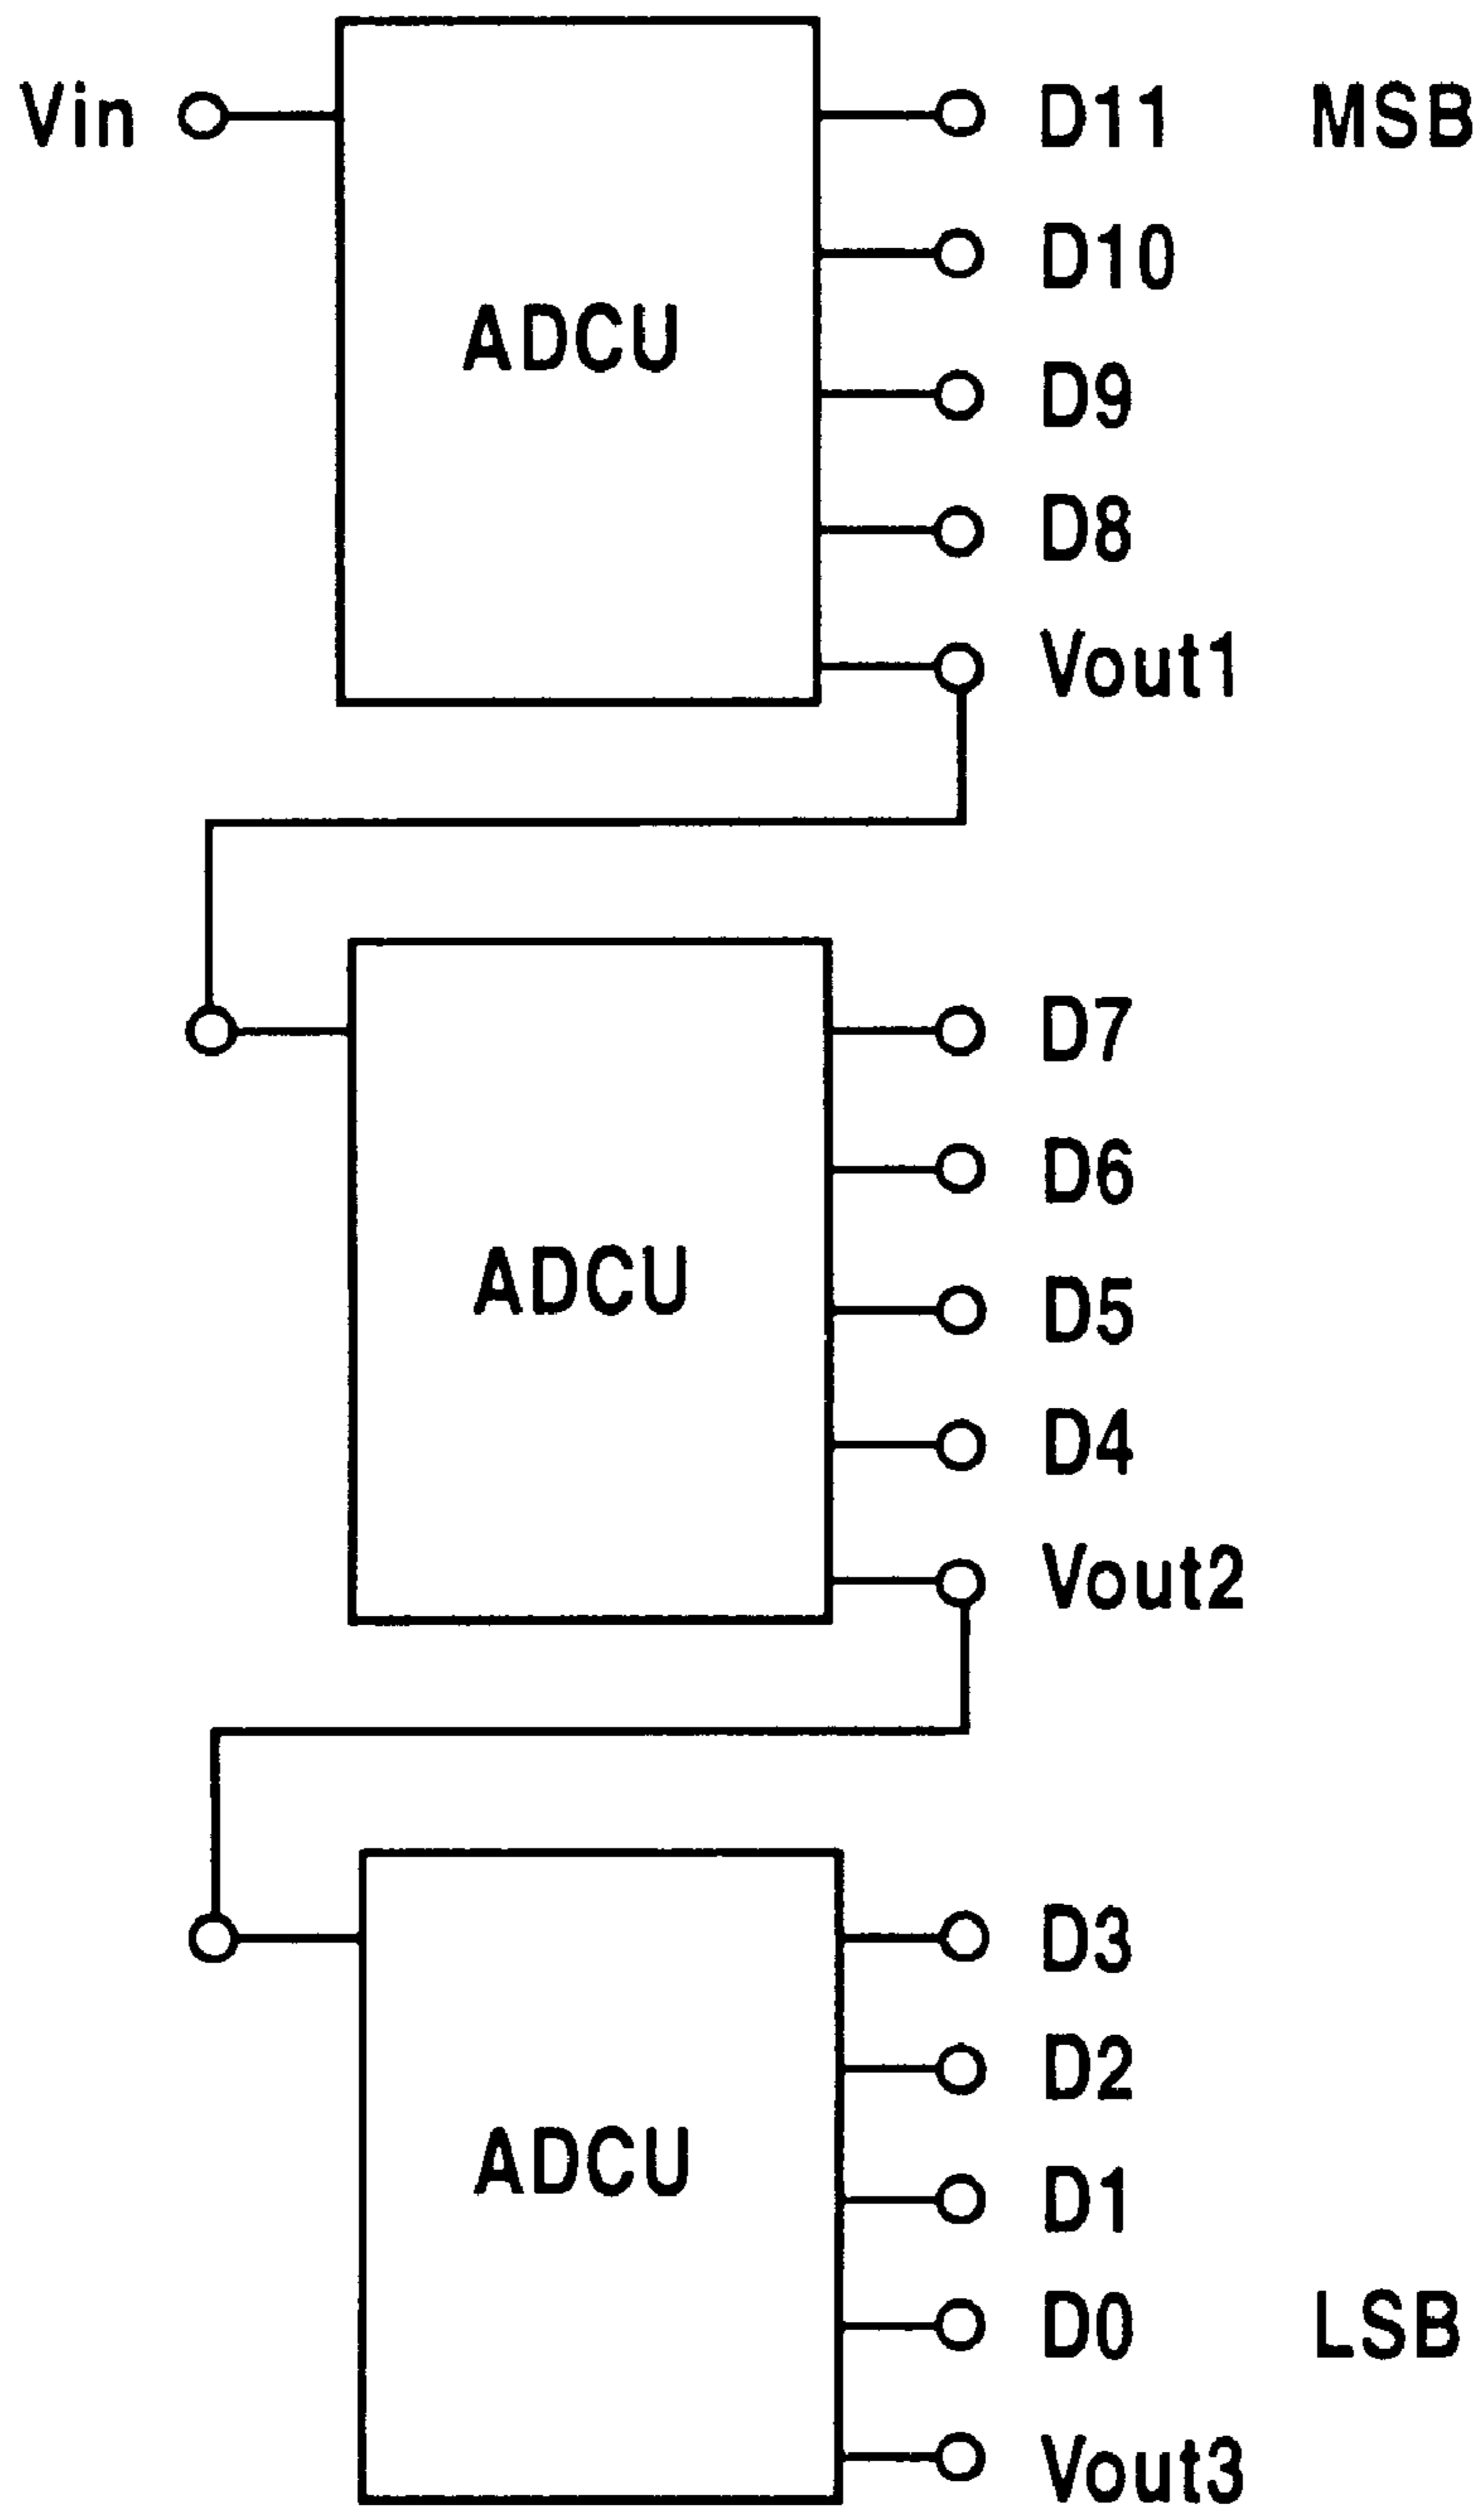 Vin D11 MSB
D10
ADCU
D9
D8
Vout1
D7
D6
ADCU
D5
D4
Vout2
D3
D2
ADCU
D1
D0 LSB
Vout3